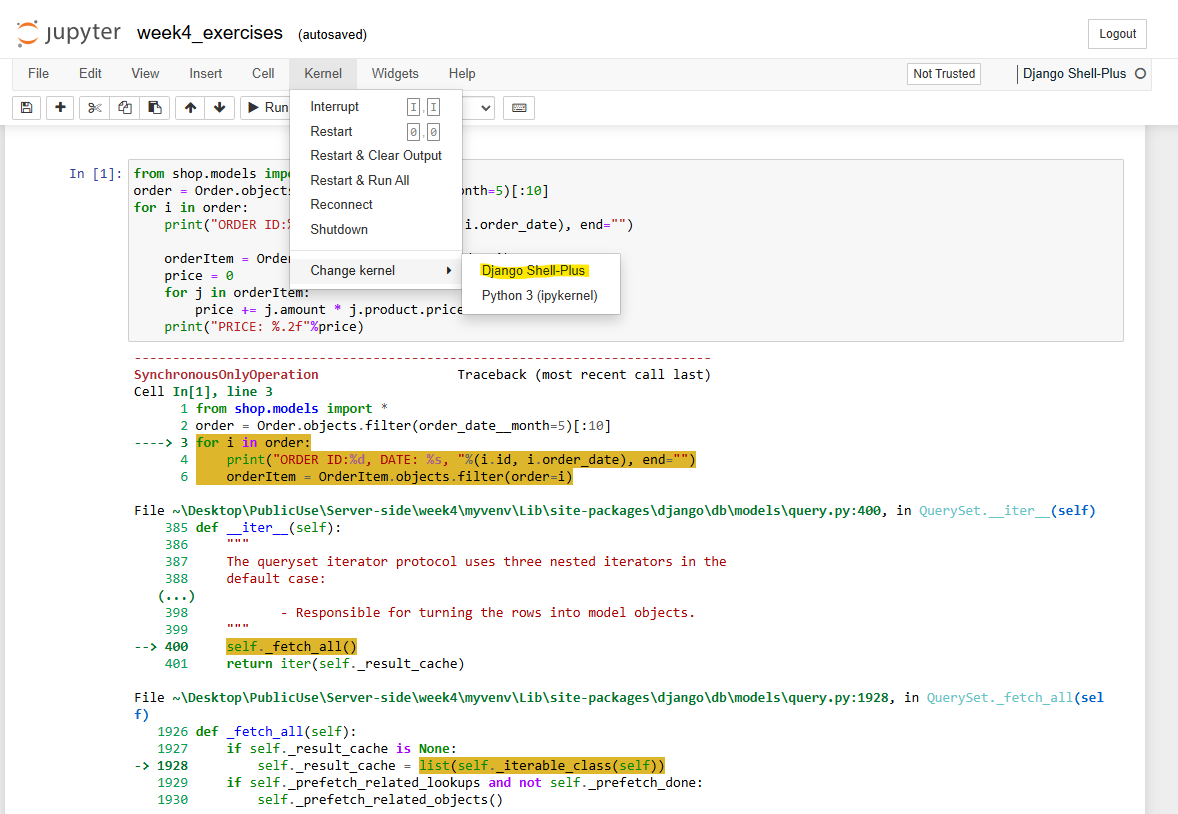 jupyter week4_exercises (autosaved)
Logout
File Edit View Insert Cell Kernel Widgets Help
Not Trusted
Django Shell-Plus
Run
Interrupt I,I
Restart 0,0
Restart & Clear Output
Restart & Run All
Reconnect
Shutdown
Change kernel
Django Shell-Plus
Python 3 (ipykernel)
In [1]:
from shop.models
order = Order. month=5)[:10]
for i in order:
    print("ORDER ID: i.order_date), end="")
    orderItem =
    price = 0
    for j in orderItem:
        price += j.amount * j.product.price
    print("PRICE: %.2f"%price)
---------------------------------------------------------------------------
SynchronousOnlyOperation Traceback (most recent call last)
Cell In[1], line 3
1 from shop.models import *
2 order = Order.objects.filter(order_date__month=5)[:10]
----> 3 for i in order:
4     print("ORDER ID:%d, DATE: %s, "%(i.id, i.order_date), end="")
6     orderItem = OrderItem.objects.filter(order=i)
File ~\Desktop\PublicUse\Server-side\week4\myvenv\Lib\site-packages\django\db\models\query.py:400, in QuerySet.__iter__(self)
385 def __iter__(self):
386     """
387     The queryset iterator protocol uses three nested iterators in the
388     default case:
(...)
398            - Responsible for turning the rows into model objects.
399     """
--> 400     self._fetch_all()
401     return iter(self._result_cache)
File ~\Desktop\PublicUse\Server-side\week4\myvenv\Lib\site-packages\django\db\models\query.py:1928, in QuerySet._fetch_all(sel
f)
1926 def _fetch_all(self):
1927     if self._result_cache is None:
-> 1928         self._result_cache = list(self._iterable_class(self))
1929     if self._prefetch_related_lookups and not self._prefetch_done:
1930         self._prefetch_related_objects()